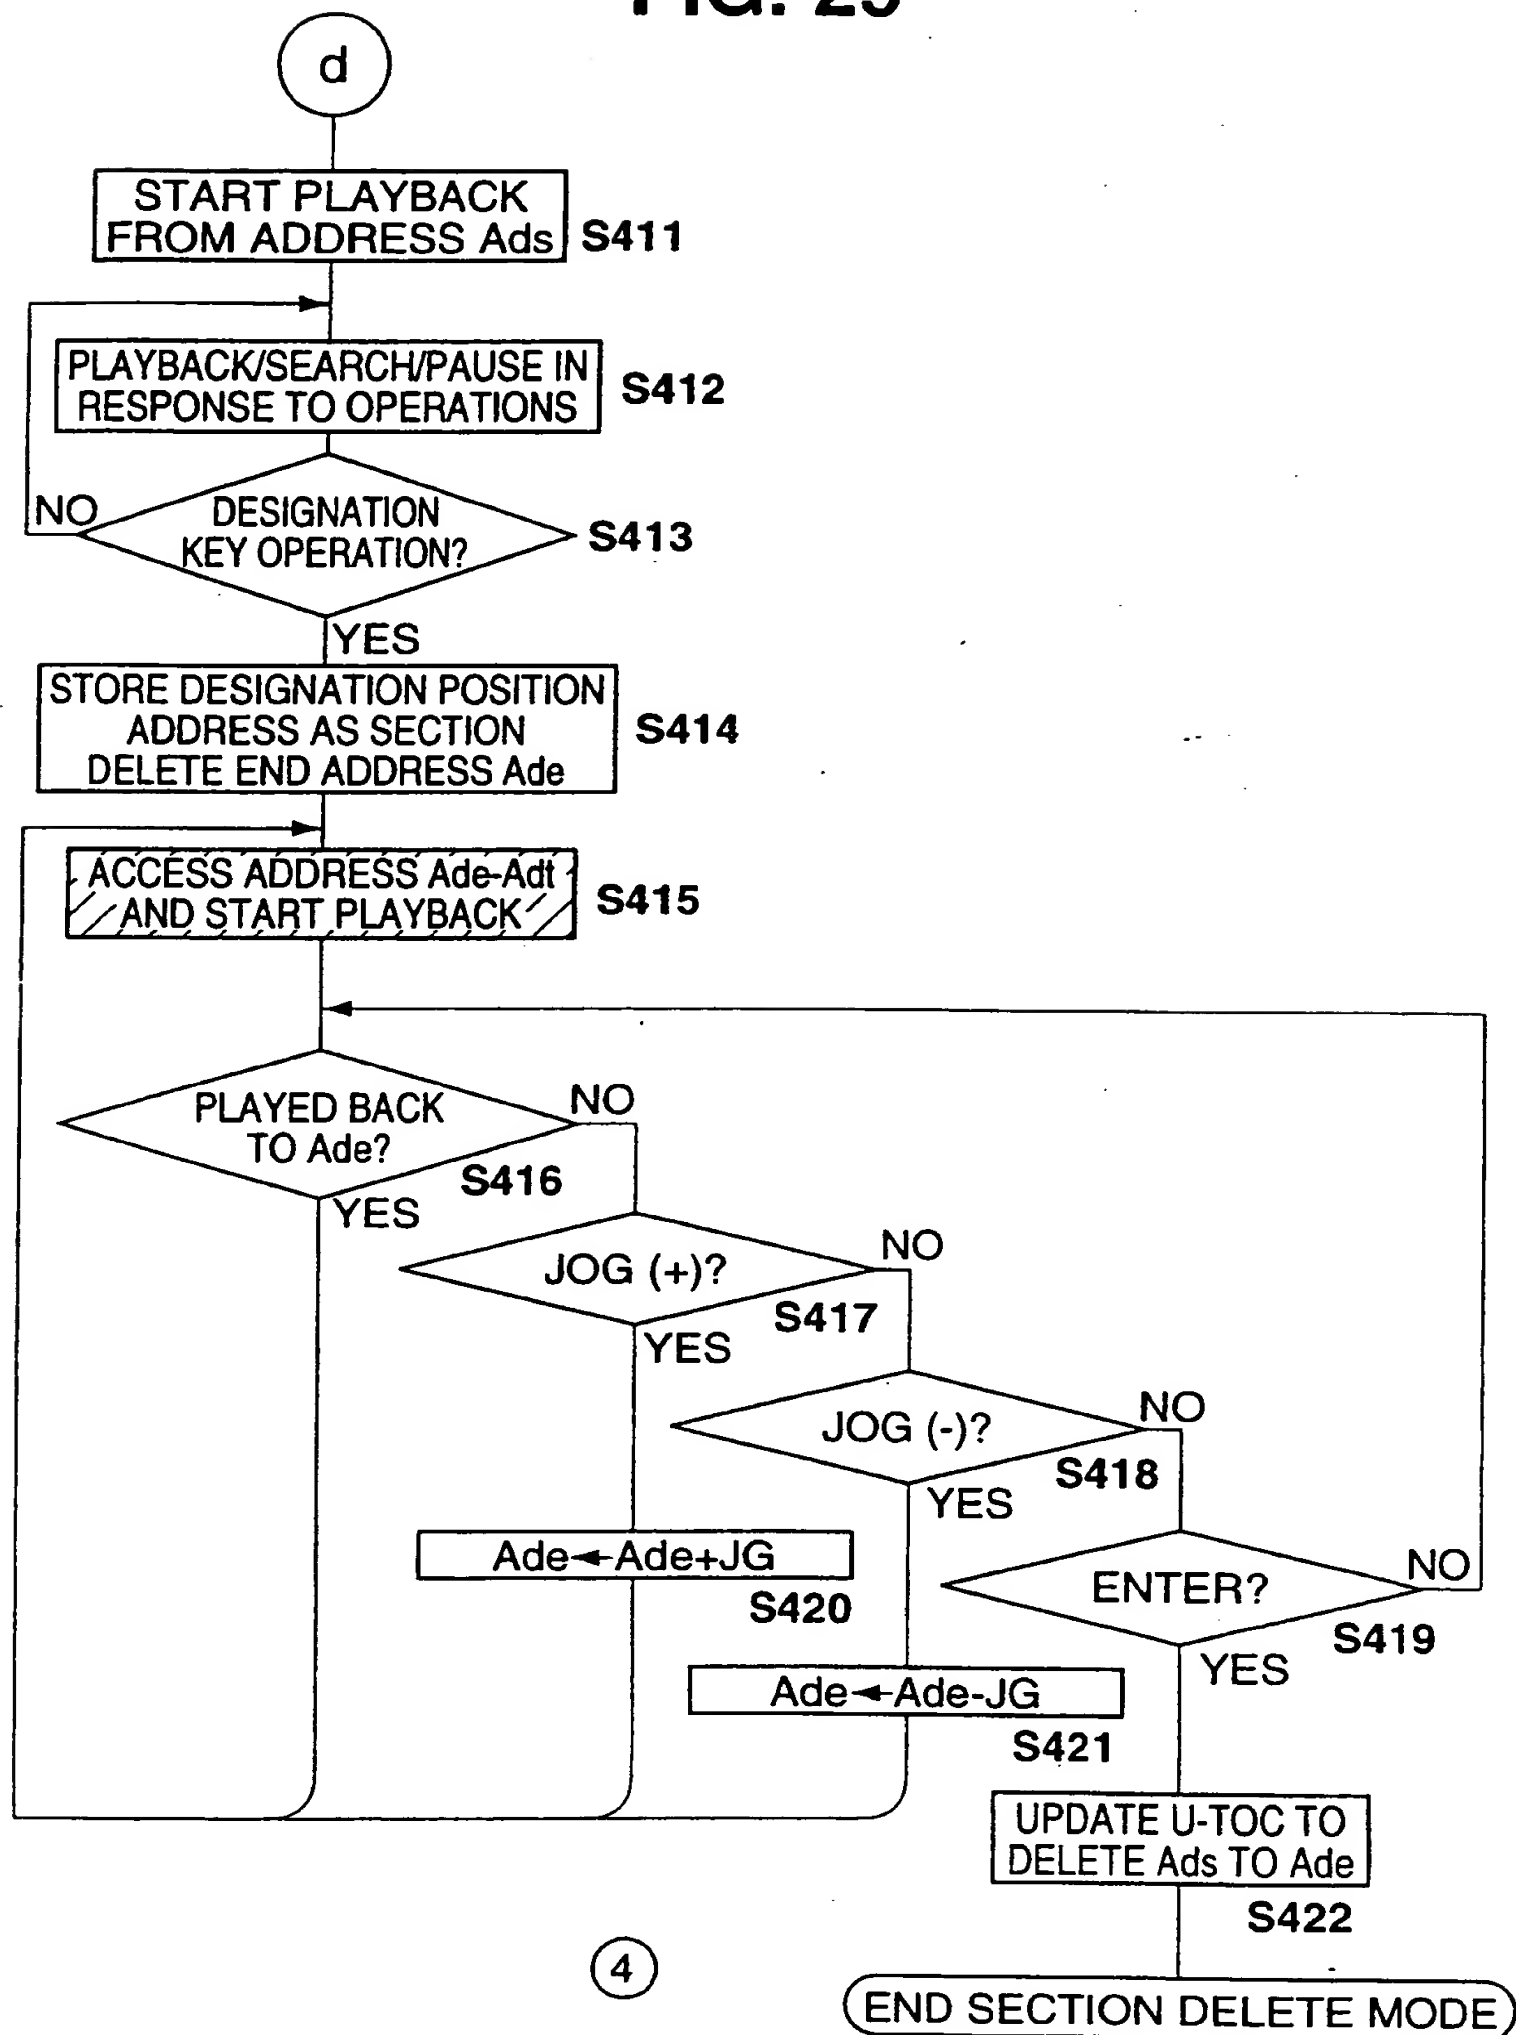 FIG. 25
d
START PLAYBACK
FROM ADDRESS Ads
S411
PLAYBACK/SEARCH/PAUSE IN
RESPONSE TO OPERATIONS
S412
NO
DESIGNATION
KEY OPERATION?
S413
YES
STORE DESIGNATION POSITION
ADDRESS AS SECTION
DELETE END ADDRESS Ade
S414
ACCESS ADDRESS Ade-Adt
AND START PLAYBACK
S415
PLAYED BACK
TO Ade?
NO
S416
YES
JOG (+)?
NO
S417
YES
JOG (-)?
NO
S418
YES
Ade←Ade+JG
S420
ENTER?
NO
S419
YES
Ade←Ade-JG
S421
UPDATE U-TOC TO
DELETE Ads TO Ade
S422
4
END SECTION DELETE MODE